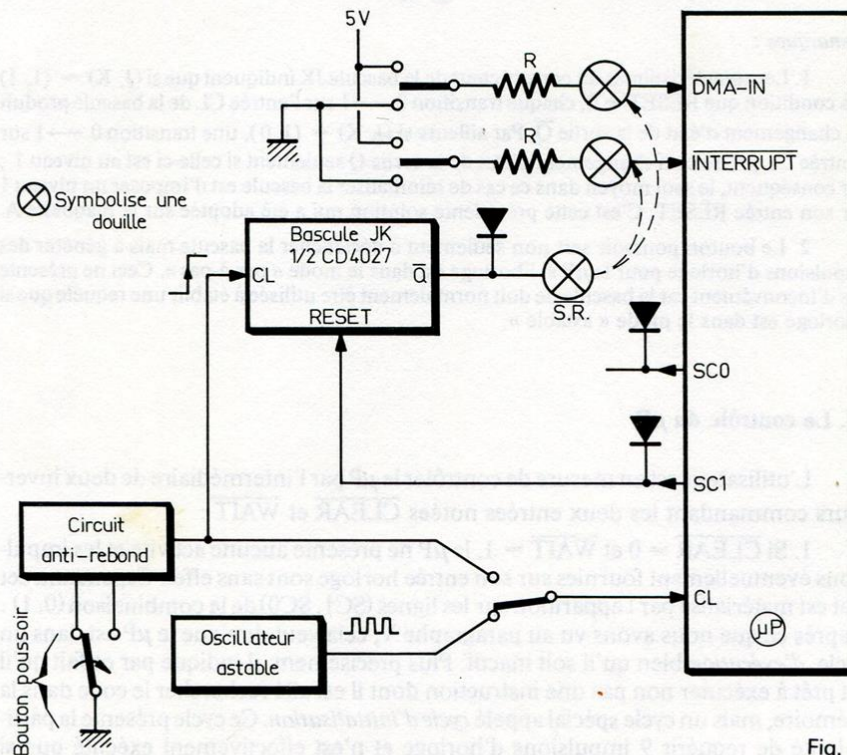 5V
R
DMA-IN
R
INTERRUPT
Symbolise une
douille
Bascule JK
1/2 CD4027
CL
Q̅
RESET
S.R.
SC0
SC1
Circuit
anti-rebond
CL
Oscillateur
astable
µP
Bouton poussoir
Fig.